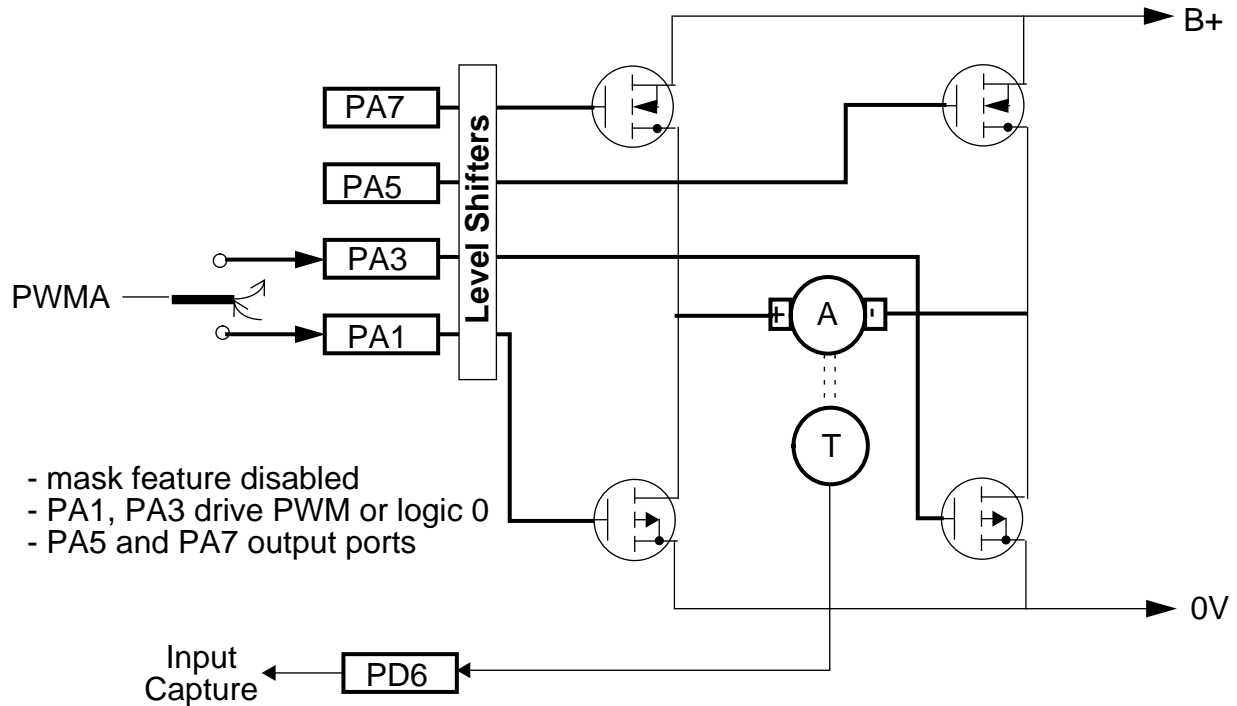 B+
PA7
PA5
PA3
PA1
Level Shifters
PWMA
+
A
-
T
- mask feature disabled
- PA1, PA3 drive PWM or logic 0
- PA5 and PA7 output ports
0V
Input
Capture
PD6